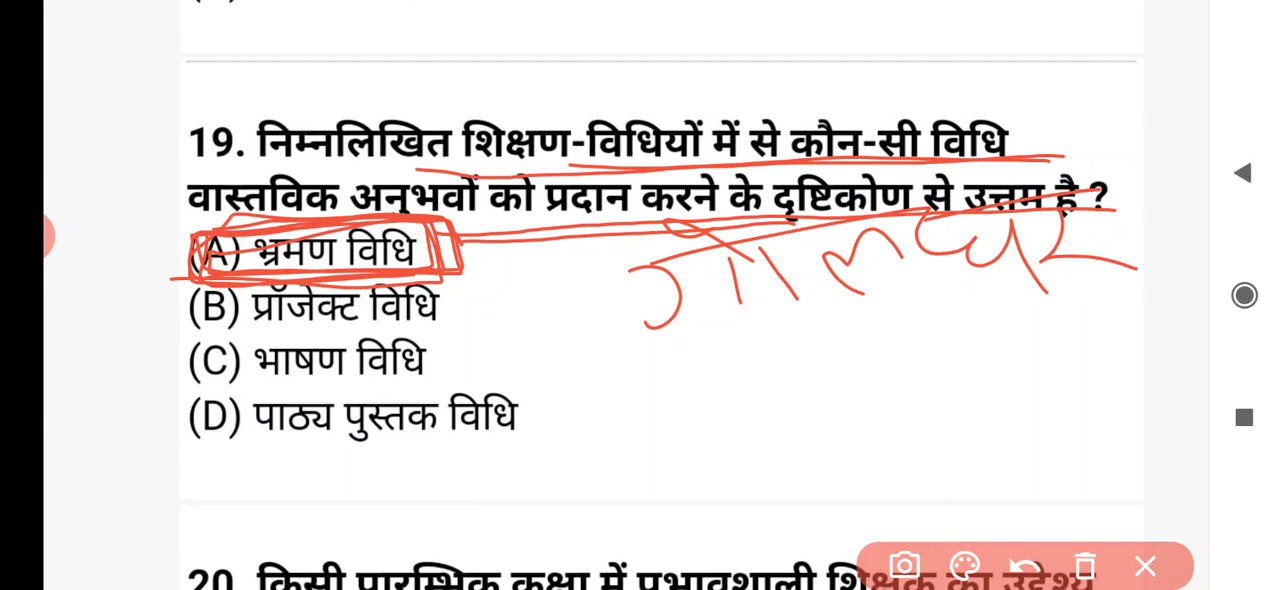 19. निम्नलिखित शिक्षण-विधियों में से कौन-सी विधि
वास्तविक अनुभवों को प्रदान करने के दृष्टिकोण से उत्तम है ?
(A) भ्रमण विधि
गोलघर
(B) प्रॉजेक्ट विधि
(C) भाषण विधि
(D) पाठ्य पुस्तक विधि
20. किसी प्रारम्भिक कक्षा में प्रभावशाली शिक्षक का उद्देश्य